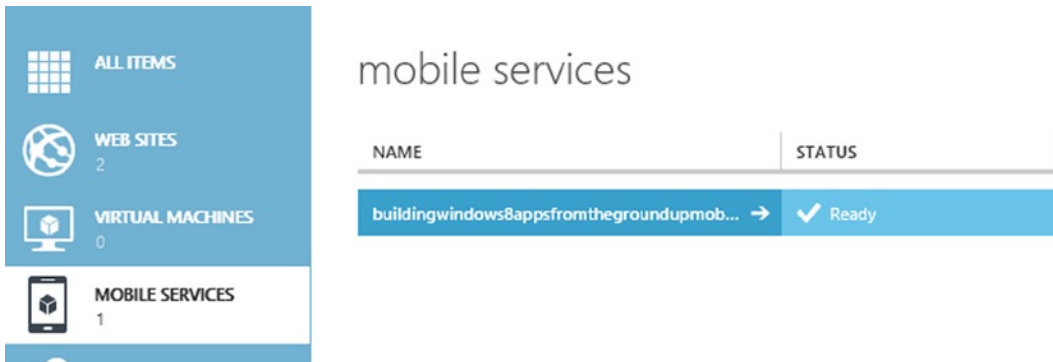 ALL ITEMS
WEB SITES
2
VIRTUAL MACHINES
0
MOBILE SERVICES
1
mobile services
NAME STATUS
buildingwindows8appsfromthegroundupmob... Ready